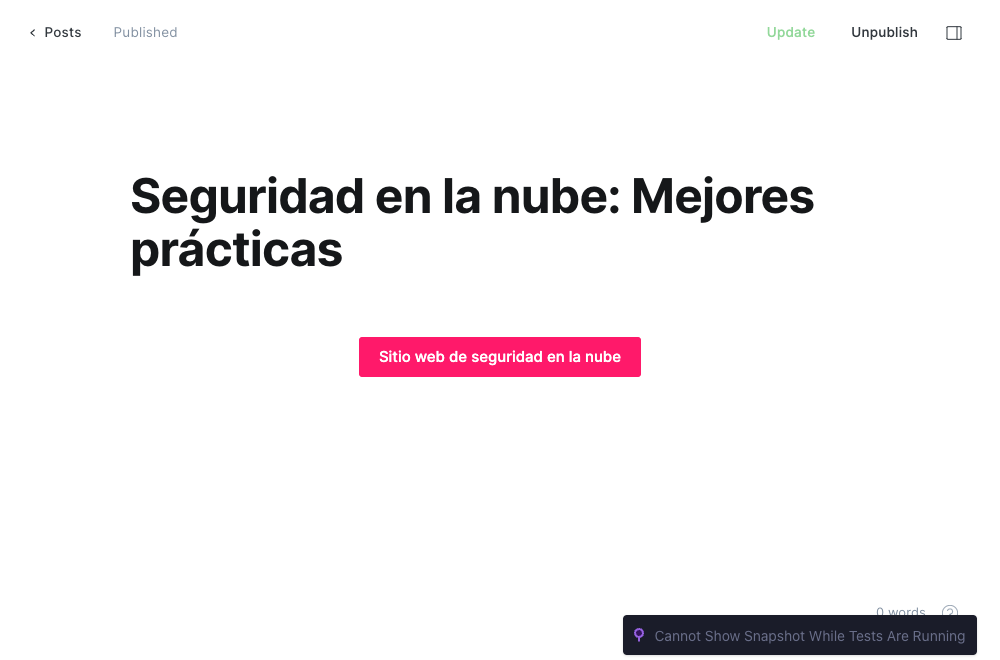 Posts Published Update Unpublish
Seguridad en la nube: Mejores
prácticas
Sitio web de seguridad en la nube
0 words ?
Cannot Show Snapshot While Tests Are Running